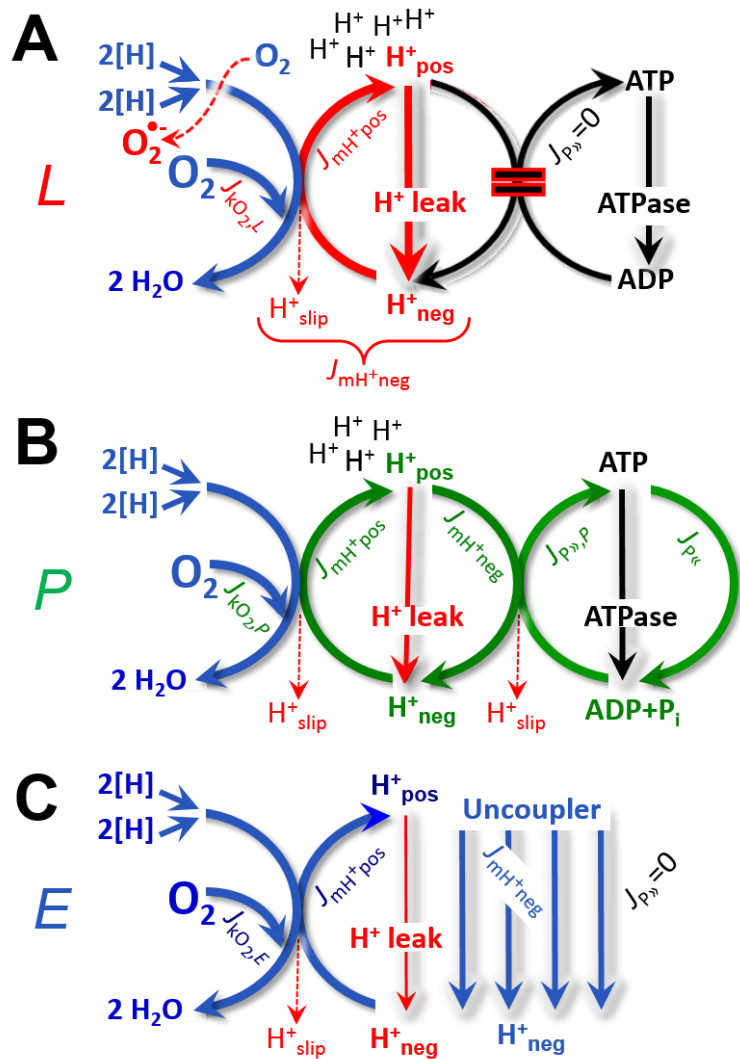 A
H⁺ H⁺ H⁺
H⁺ H⁺ H⁺pos
2[H]
2[H]
O₂
O₂•-
O₂
JkO₂,L
JmH⁺pos
JP»=0
ATP
L
H⁺ leak
ATPase
2 H₂O
ADP
H⁺slip
H⁺neg
JmH⁺neg
B
H⁺ H⁺
H⁺ H⁺ H⁺pos
ATP
2[H]
2[H]
O₂
JkO₂,P
JmH⁺pos
JmH⁺neg
JP»,P
JP«
P
H⁺ leak
ATPase
2 H₂O
H⁺slip
H⁺neg
H⁺slip
ADP+Pi
C
H⁺pos
2[H]
2[H]
Uncoupler
O₂
JkO₂,E
JmH⁺pos
JmH⁺neg
JP»=0
E
H⁺ leak
2 H₂O
H⁺slip
H⁺neg
H⁺neg